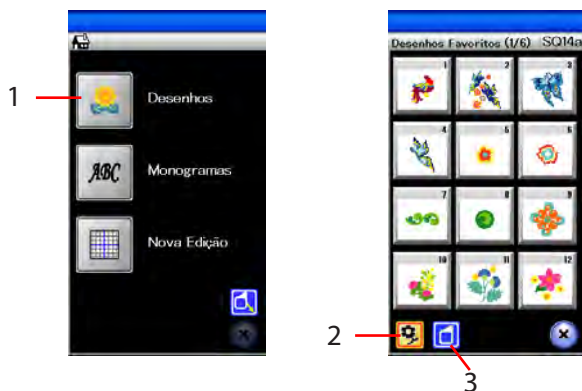 Desenhos
ABC Monogramas
Nova Edição
1
Desenhos Favoritos (1/6) SQ14a
1 2 3
4 5 6
7 8 9
10 11 12
2
3